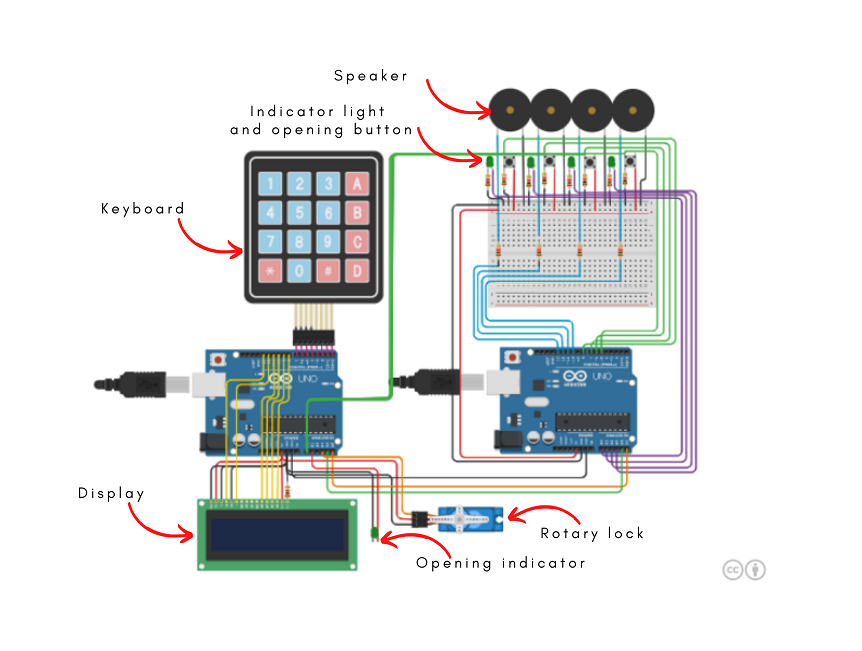 Speaker
Indicator light
and opening button
Keyboard
1 2 3 A
4 5 6 B
7 8 9 C
* 0 # D
UNO
UNO
Display
Rotary lock
Opening indicator
cc